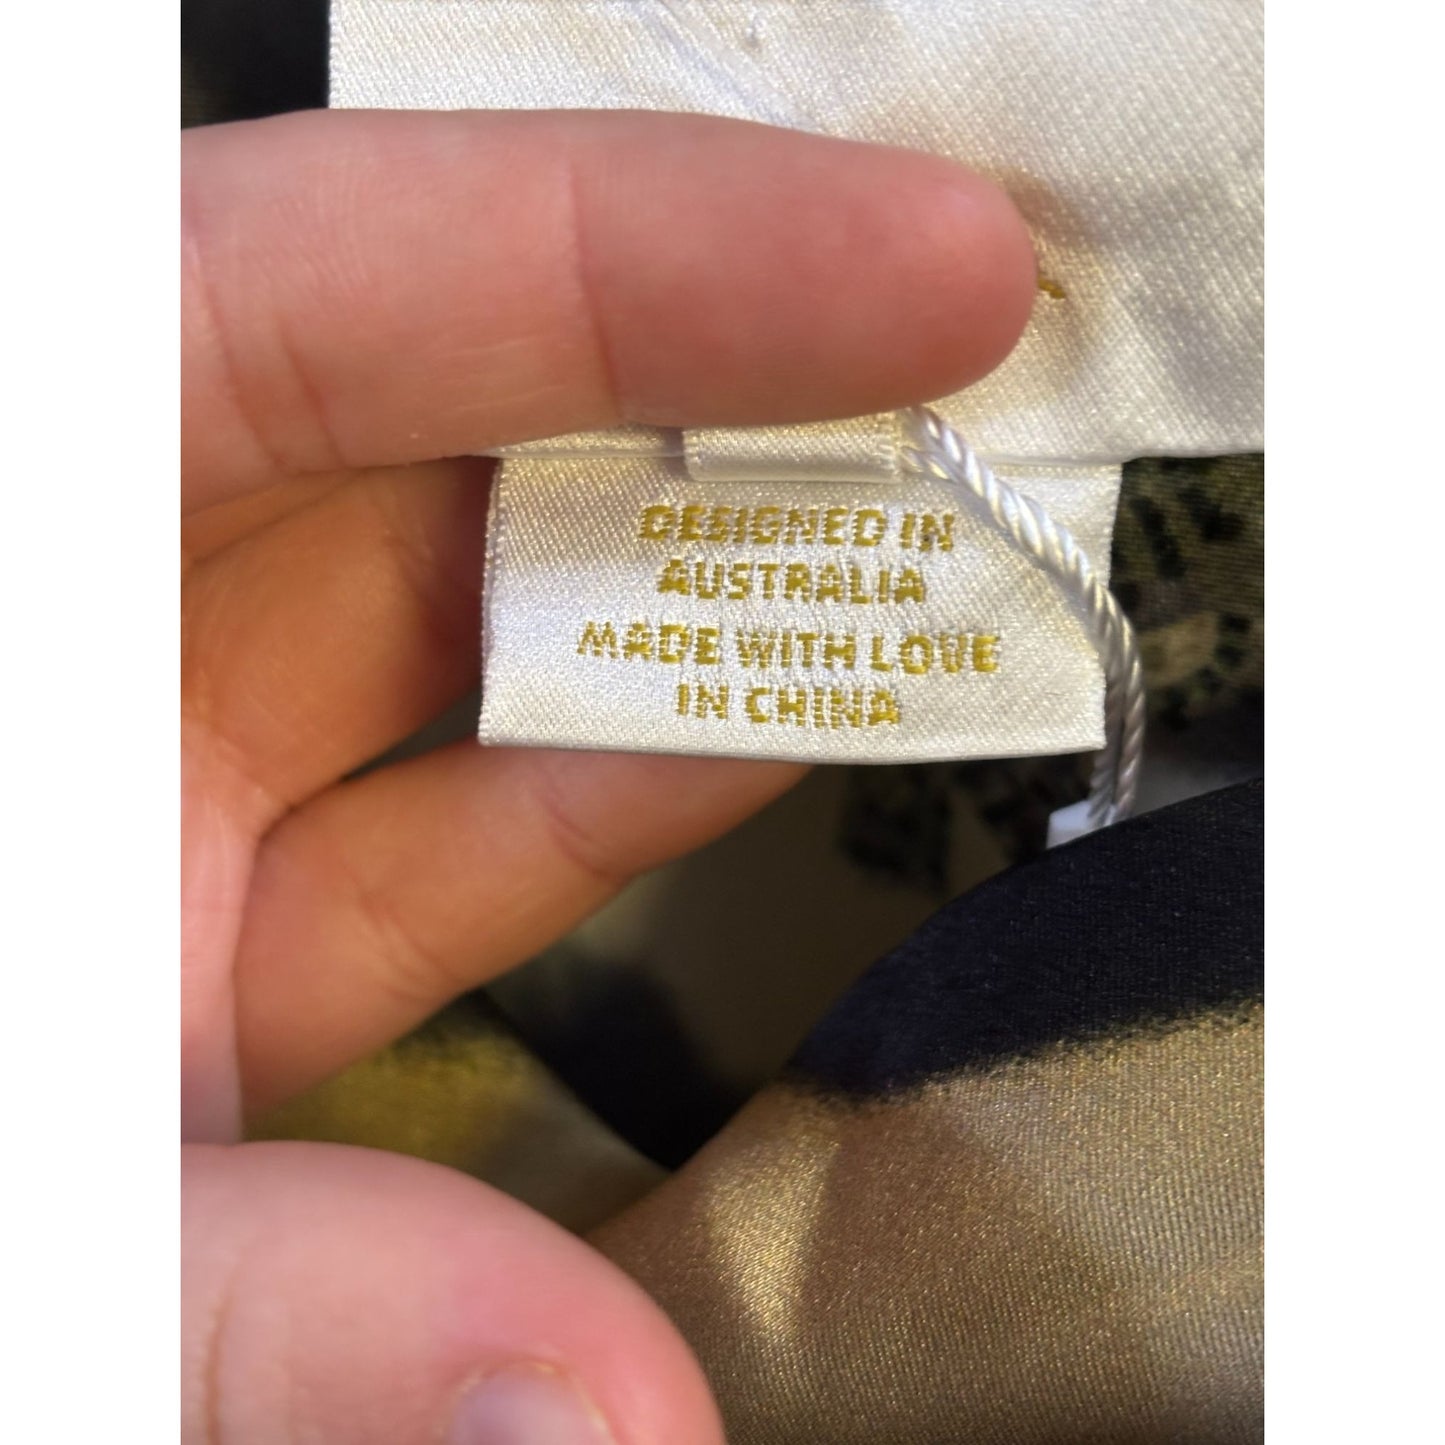 DESIGNED IN
AUSTRALIA
MADE WITH LOVE
IN CHINA